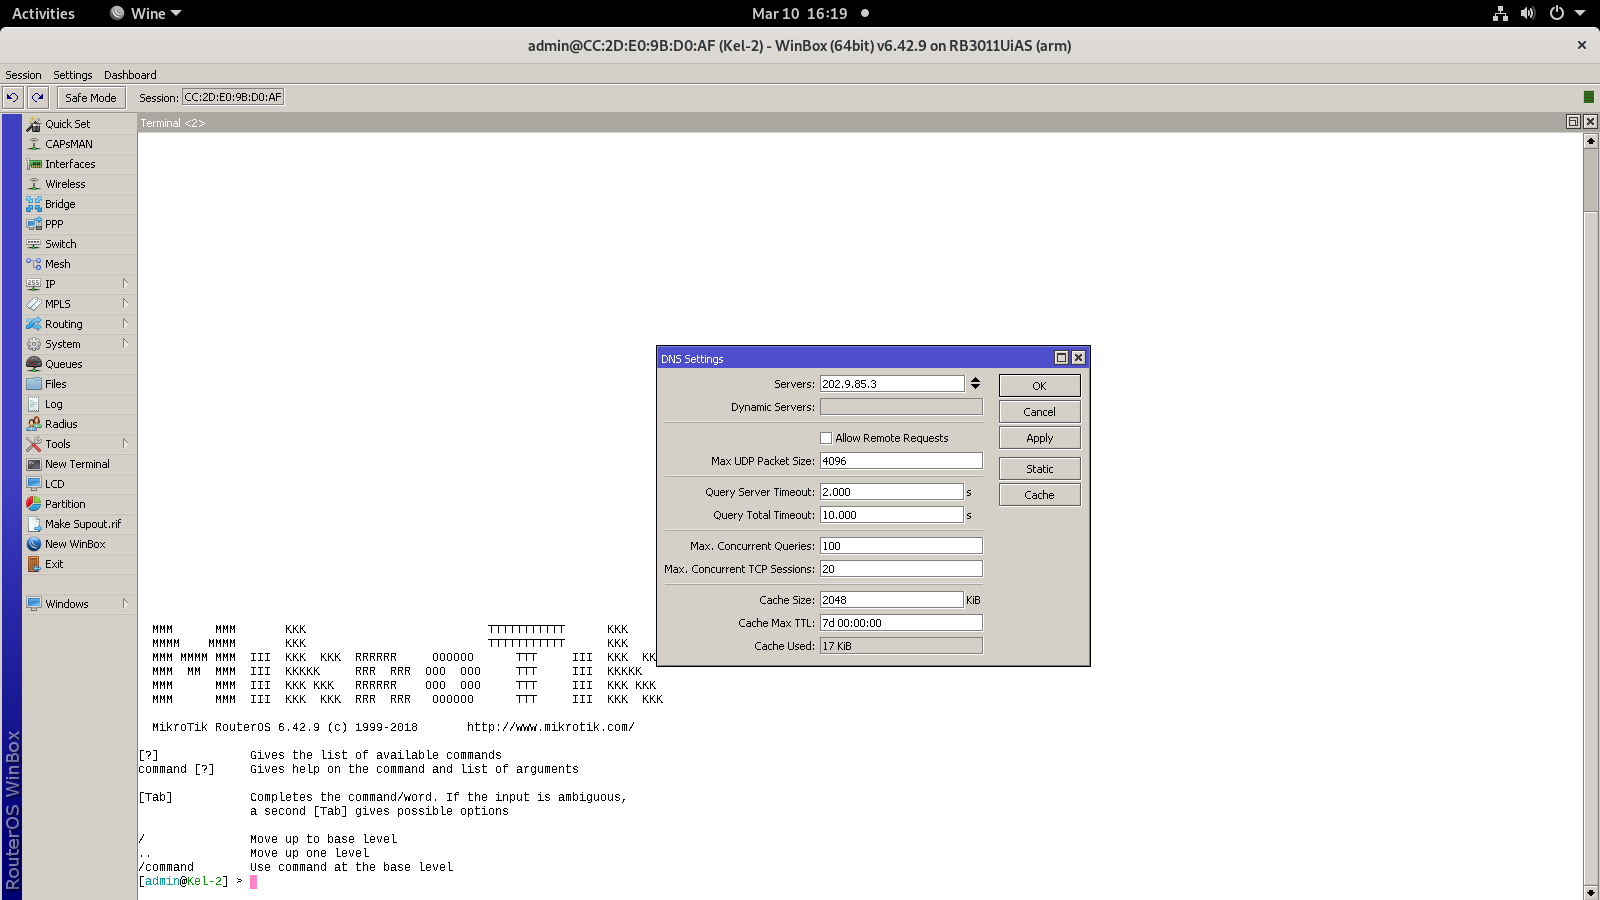 Activities Wine Mar 10 16:19
admin@CC:2D:E0:9B:D0:AF (Kel-2) - WinBox (64bit) v6.42.9 on RB3011UiAS (arm)
Session Settings Dashboard
Safe Mode Session: CC:2D:E0:9B:D0:AF
Quick Set
CAPsMAN
Interfaces
Wireless
Bridge
PPP
Switch
Mesh
IP
MPLS
Routing
System
Queues
Files
Log
Radius
Tools
New Terminal
LCD
Partition
Make Supout.rif
New WinBox
Exit
Windows
RouterOS WinBox
Terminal <2>
DNS Settings
Servers: 202.9.85.3
Dynamic Servers:
Allow Remote Requests
Max UDP Packet Size: 4096
Query Server Timeout: 2.000 s
Query Total Timeout: 10.000 s
Max. Concurrent Queries: 100
Max. Concurrent TCP Sessions: 20
Cache Size: 2048 KiB
Cache Max TTL: 7d 00:00:00
Cache Used: 17 KiB
OK
Cancel
Apply
Static
Cache
MMM      MMM       KKK                          TTTTTTTTTTT      KKK
MMMM    MMMM       KKK                          TTTTTTTTTTT      KKK
MMM MMMM MMM  III  KKK  KKK  RRRRRR     OOOOOO      TTT     III  KKK  KK
MMM  MM  MMM  III  KKKKK     RRR  RRR  OOO  OOO     TTT     III  KKKKK
MMM      MMM  III  KKK KKK   RRRRRR    OOO  OOO     TTT     III  KKK KKK
MMM      MMM  III  KKK  KKK  RRR  RRR   OOOOOO      TTT     III  KKK  KKK
MikroTik RouterOS 6.42.9 (c) 1999-2018       http://www.mikrotik.com/
[?]             Gives the list of available commands
command [?]     Gives help on the command and list of arguments
[Tab]           Completes the command/word. If the input is ambiguous,
a second [Tab] gives possible options
/               Move up to base level
..              Move up one level
/command        Use command at the base level
[admin@Kel-2] >